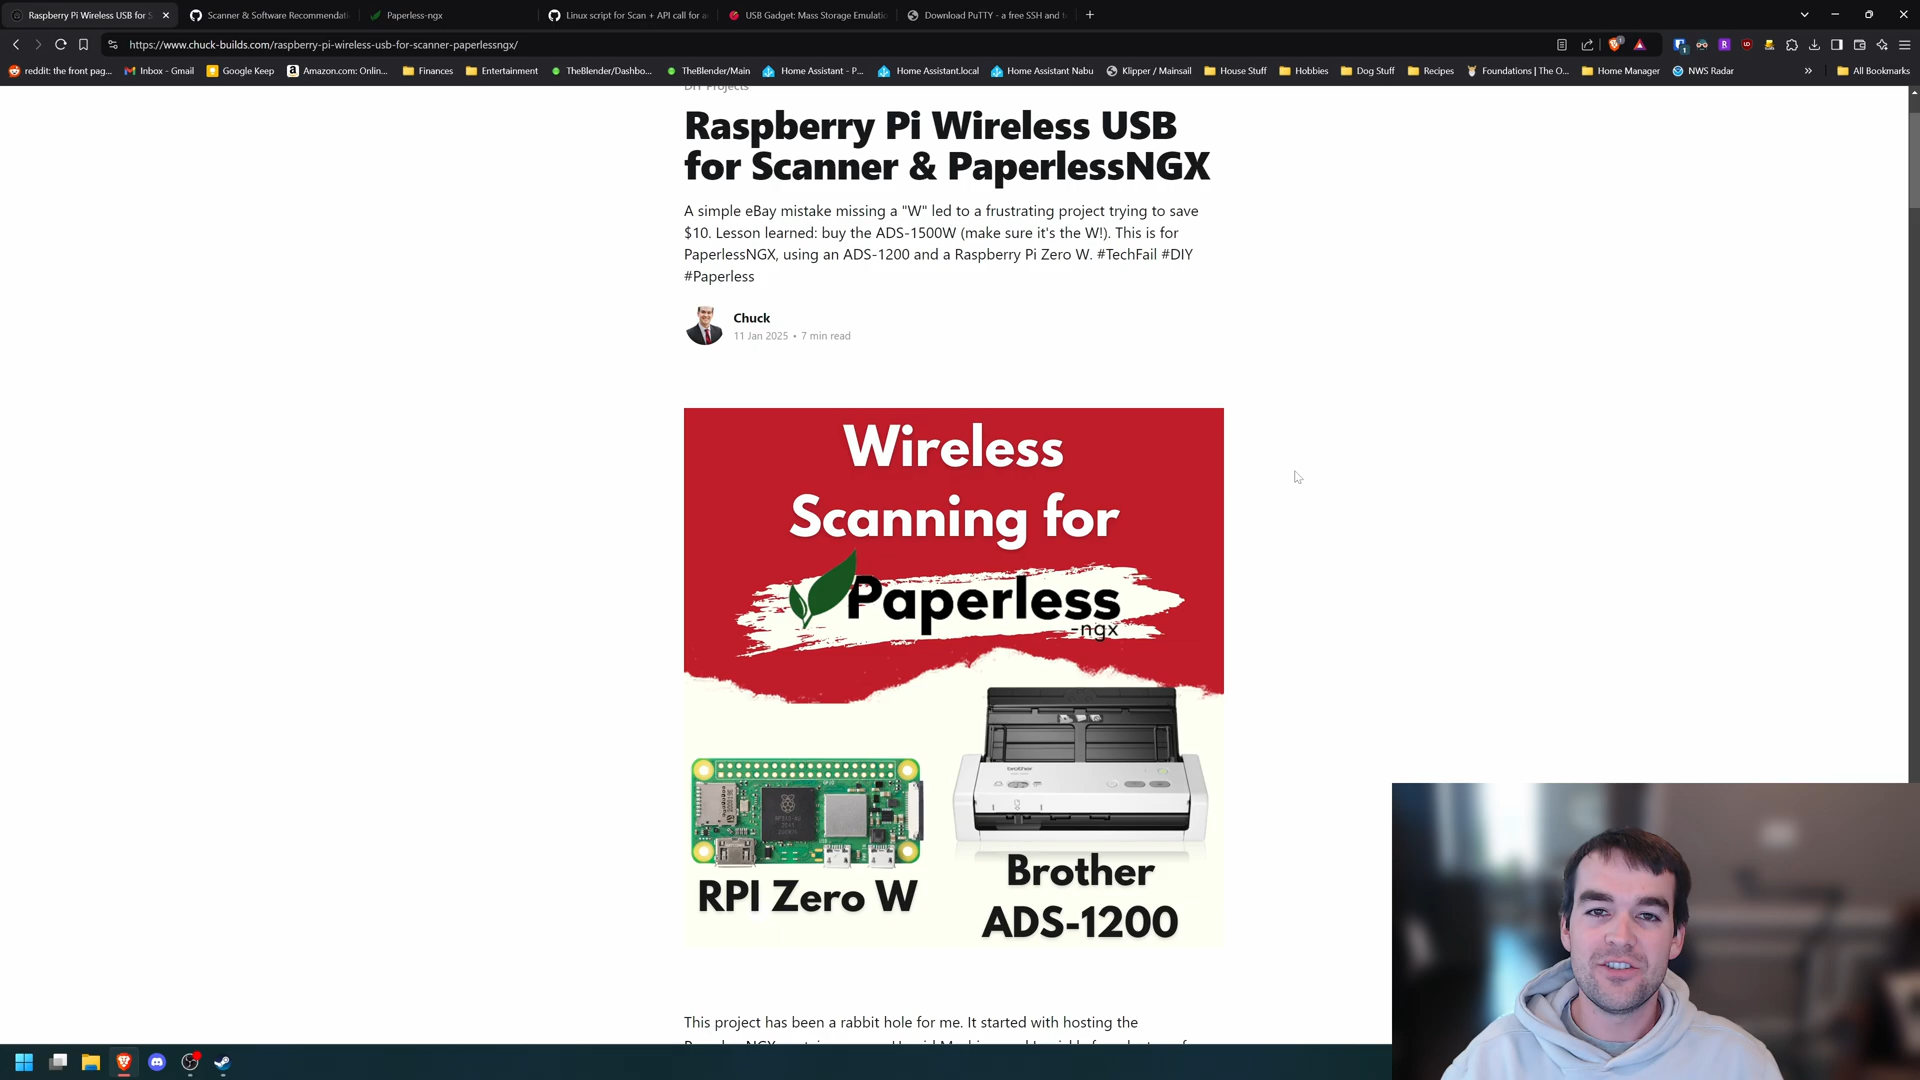 Raspberry Pi Wireless USB for S
Scanner & Software Recommendati
Paperless-ngx
Linux script for Scan + API call for a
USB Gadget: Mass Storage Emulatio
Download PuTTY - a free SSH and t
https://www.chuck-builds.com/raspberry-pi-wireless-usb-for-scanner-paperlessngx/
reddit: the front pag...
Inbox - Gmail
Google Keep
Amazon.com: Onlin...
Finances
Entertainment
TheBlender/Dashbo...
TheBlender/Main
Home Assistant - P...
Home Assistant.local
Home Assistant Nabu
Klipper / Mainsail
House Stuff
Hobbies
Dog Stuff
Recipes
Foundations | The O...
Home Manager
NWS Radar
All Bookmarks
DIY Projects
Raspberry Pi Wireless USB
for Scanner & PaperlessNGX
A simple eBay mistake missing a "W" led to a frustrating project trying to save
$10. Lesson learned: buy the ADS-1500W (make sure it's the W!). This is for
PaperlessNGX, using an ADS-1200 and a Raspberry Pi Zero W. #TechFail #DIY
#Paperless
Chuck
11 Jan 2025 • 7 min read
Wireless
Scanning for
Paperless
-ngx
brother
RPI Zero W
Brother
ADS-1200
This project has been a rabbit hole for me. It started with hosting the